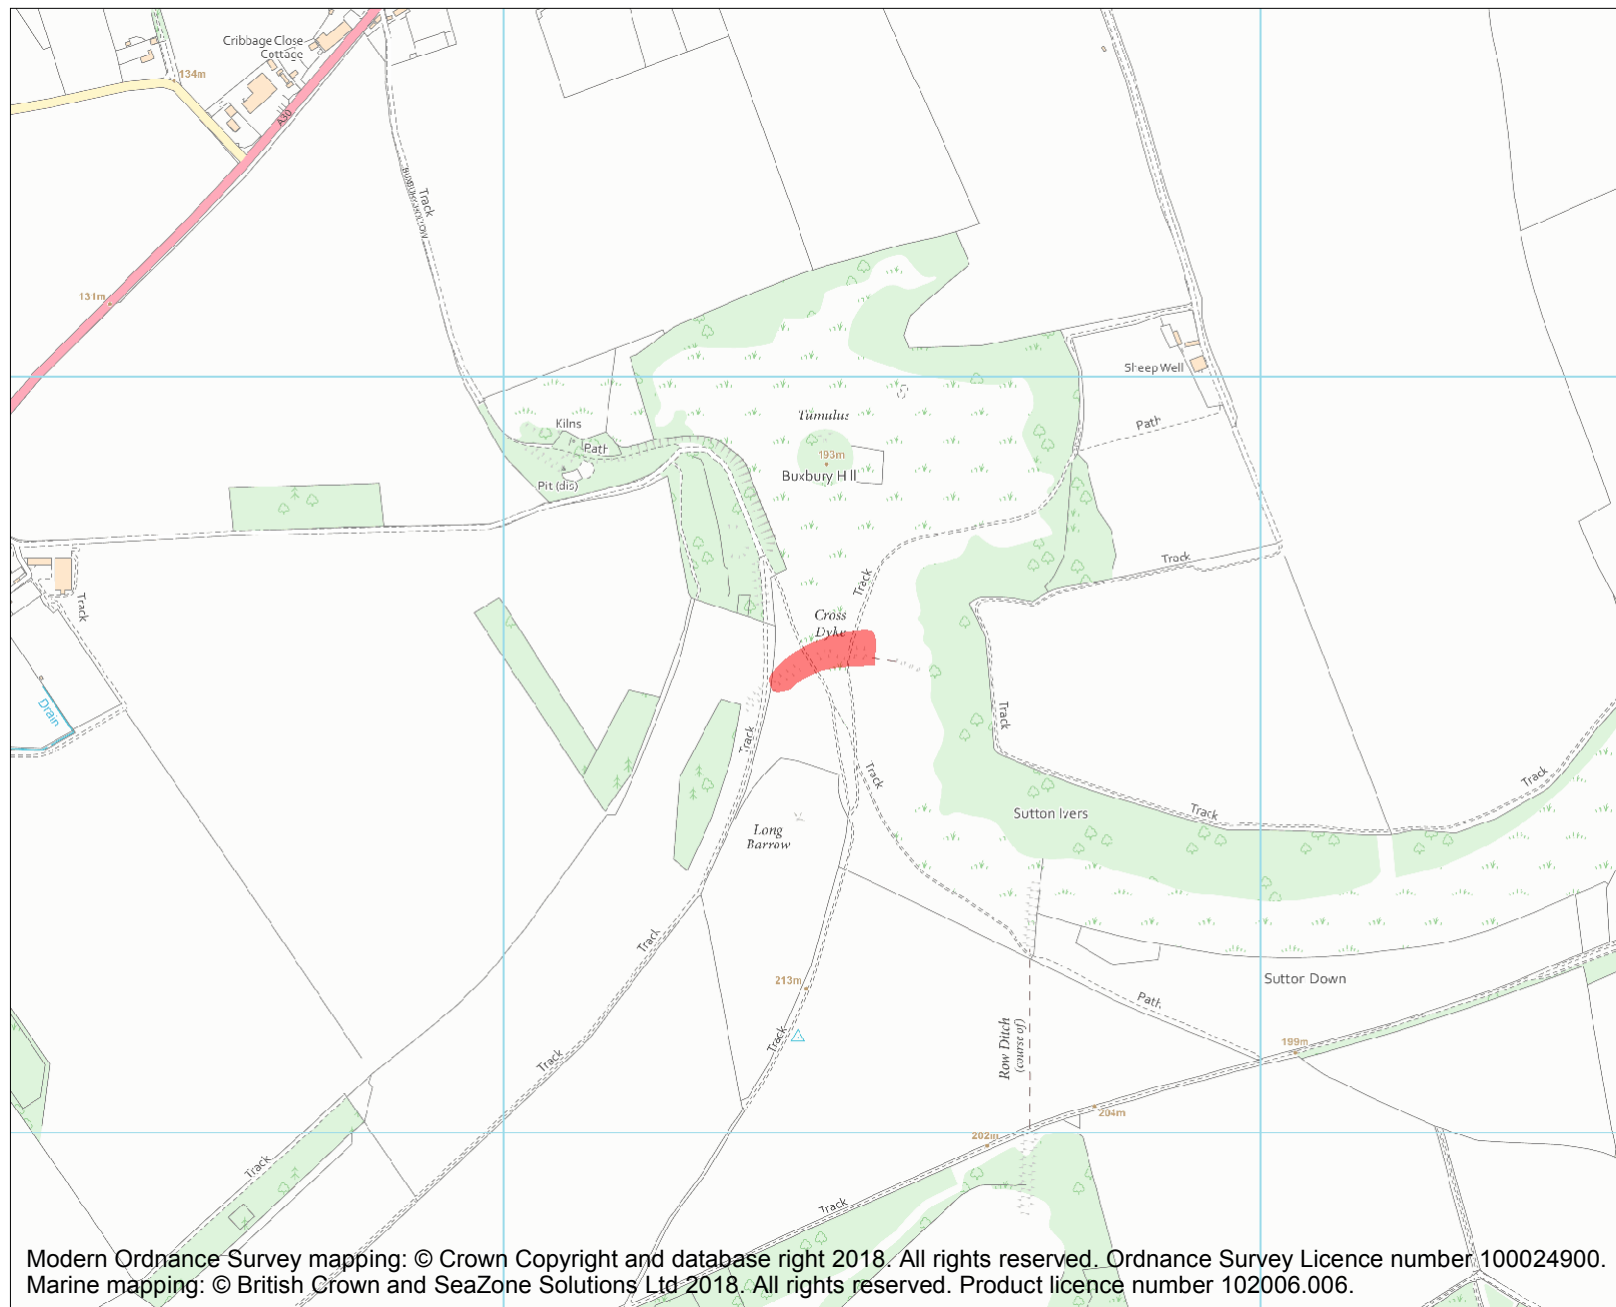 Cribbage Close
Cottage
134m
A30
Track
131m
Sheep Well
Path
Tumulus
Kilns
Path
193m
Buxbury H ll
Pit (dis)
Track
Track
Track
Cross
Dyke
Drain
Track
Track
Track
Track
Track
Sutton Ivers
Long
Barrow
Track
213m
Suttor Down
Path
Row Ditch
(course of)
Track
199m
Track
204m
202m
Track
Track
Modern Ordnance Survey mapping: © Crown Copyright and database right 2018. All rights reserved. Ordnance Survey Licence number 100024900.
Marine mapping: © British Crown and SeaZone Solutions Ltd 2018. All rights reserved. Product licence number 102006.006.